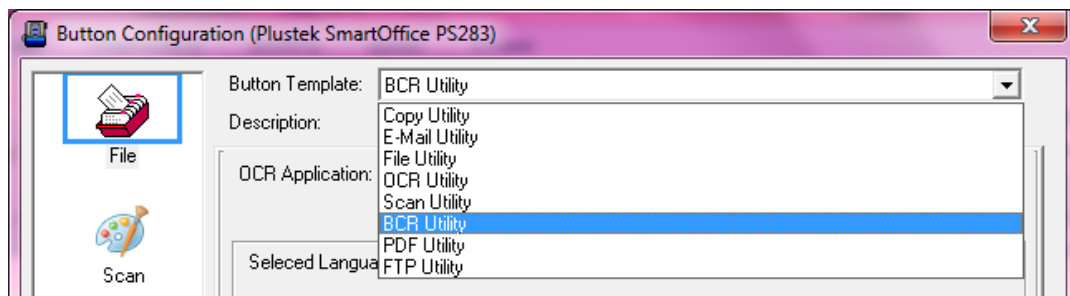 Button Configuration (Plustek SmartOffice PS283)
Button Template: BCR Utility
Description:
Copy Utility
E-Mail Utility
File Utility
OCR Utility
Scan Utility
BCR Utility
PDF Utility
FTP Utility
OCR Application:
Seleced Langua
File
Scan